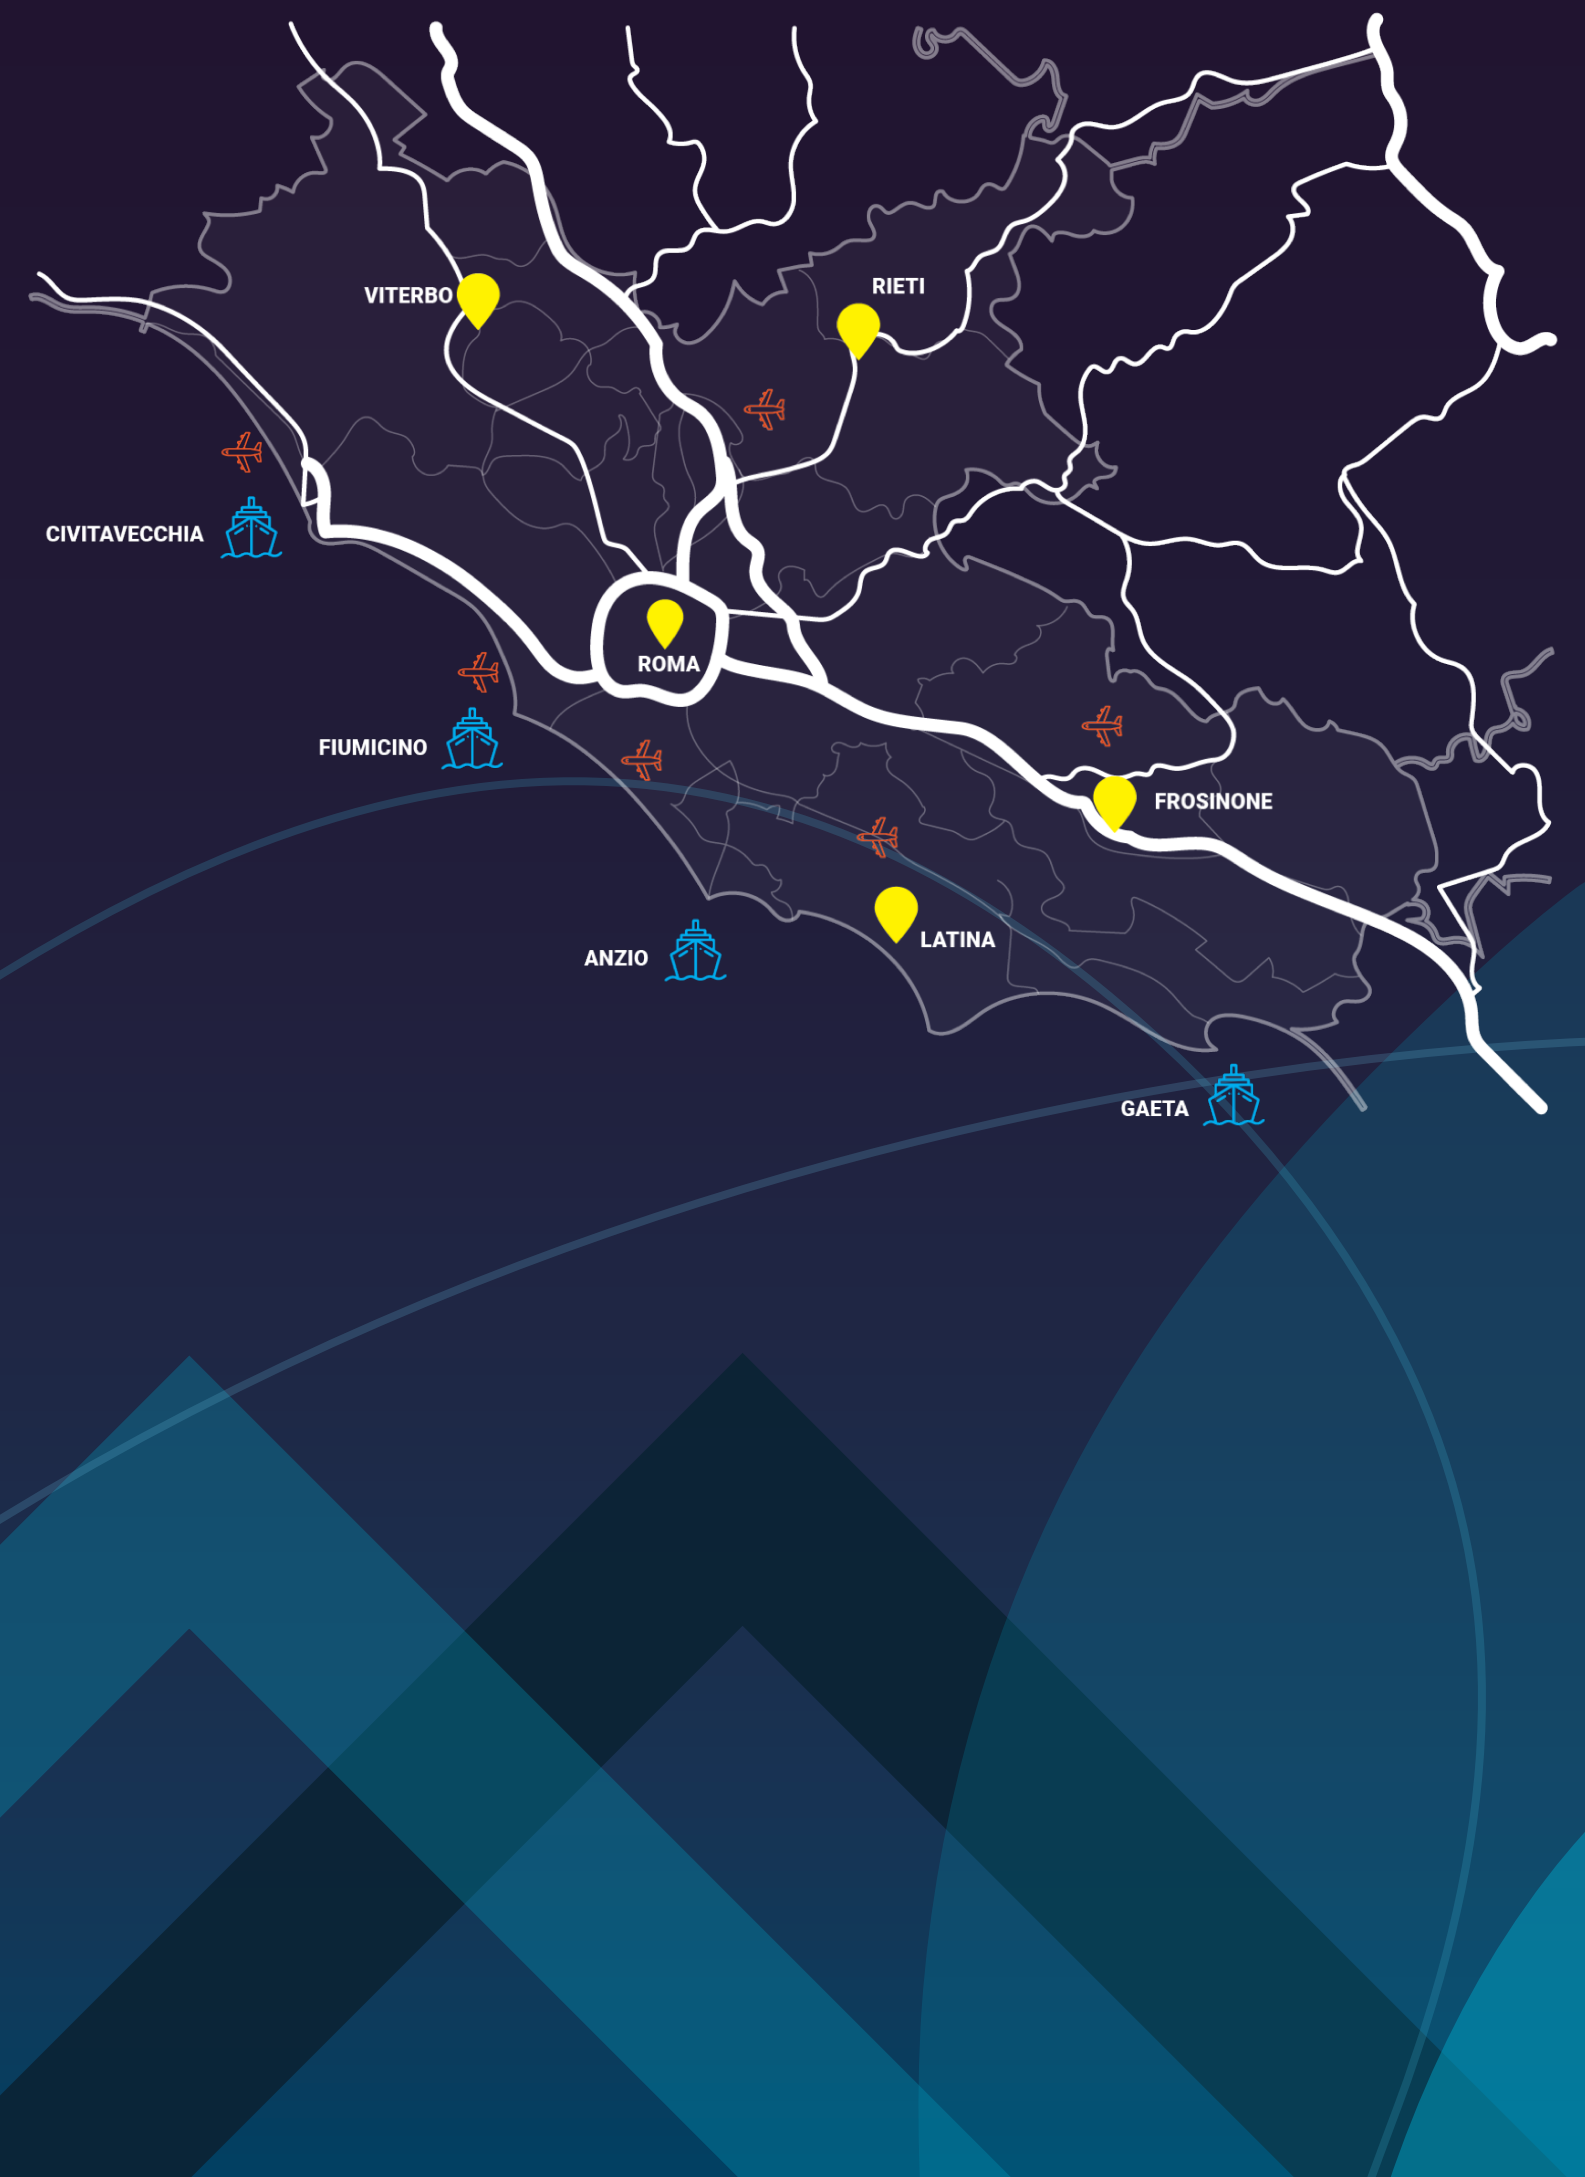 RIETI
VITERBO
CIVITAVECCHIA
ROMA
FIUMICINO
FROSINONE
LATINA
ANZIO
GAETA